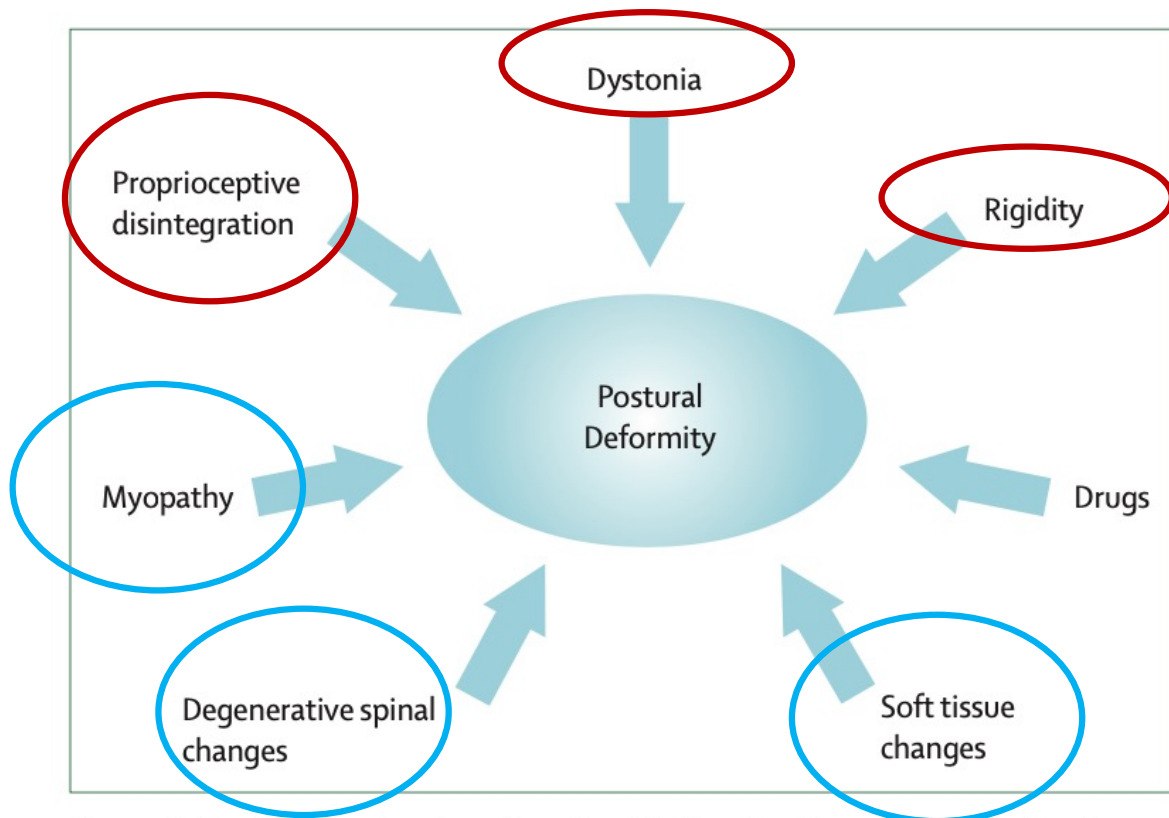 Dystonia
Proprioceptive
disintegration
Rigidity
Postural
Deformity
Myopathy
Drugs
Degenerative spinal
changes
Soft tissue
changes